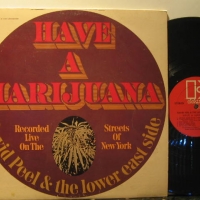 HAVE
A
MARIJUANA
Recorded
Live
On The
Streets Of
New York
vid Peel & the lower east side